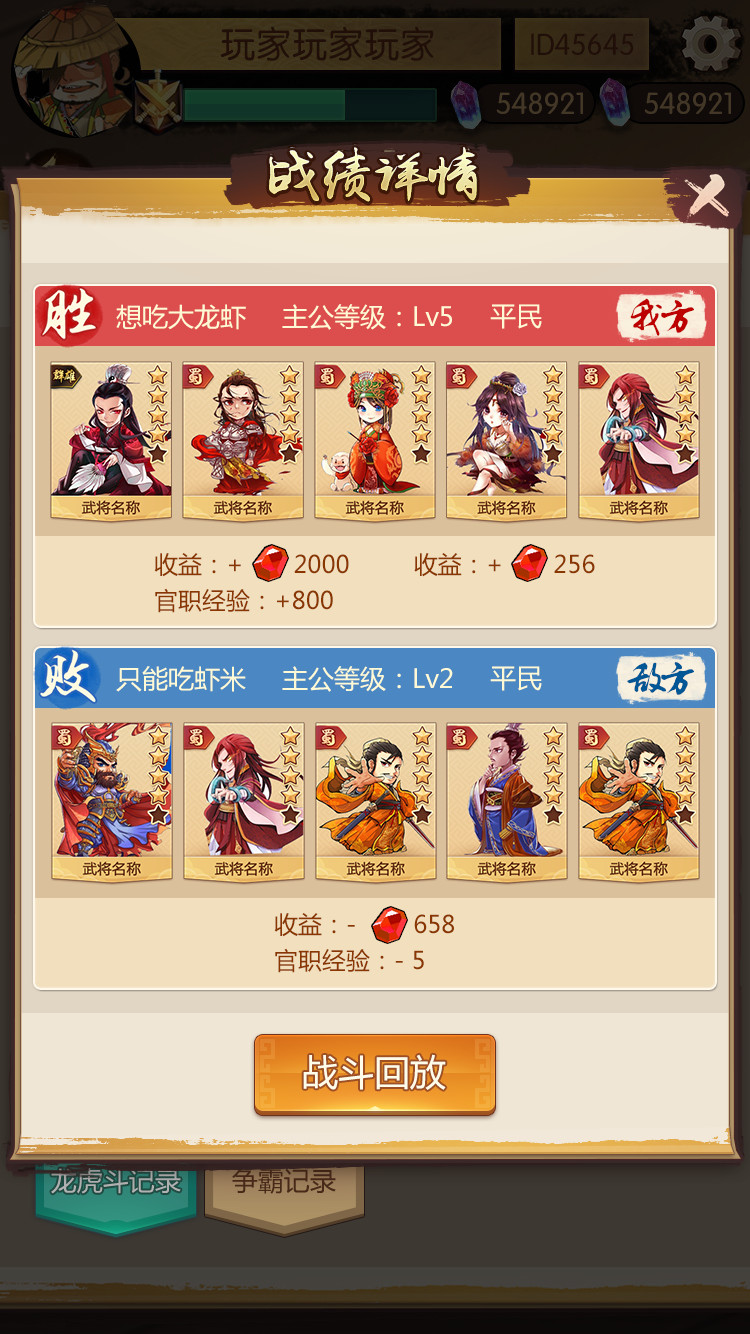 玩家玩家玩家 ID45645
548921 548921
战绩详情
胜 想吃大龙虾 主公等级：Lv5 平民 我方
群雄 蜀 蜀 蜀 蜀
武将名称 武将名称 武将名称 武将名称 武将名称
收益：+ 2000 收益：+ 256
官职经验：+800
败 只能吃虾米 主公等级：Lv2 平民 敌方
蜀 蜀 蜀 蜀 蜀
武将名称 武将名称 武将名称 武将名称 武将名称
收益：- 658
官职经验：- 5
战斗回放
龙虎斗记录 争霸记录